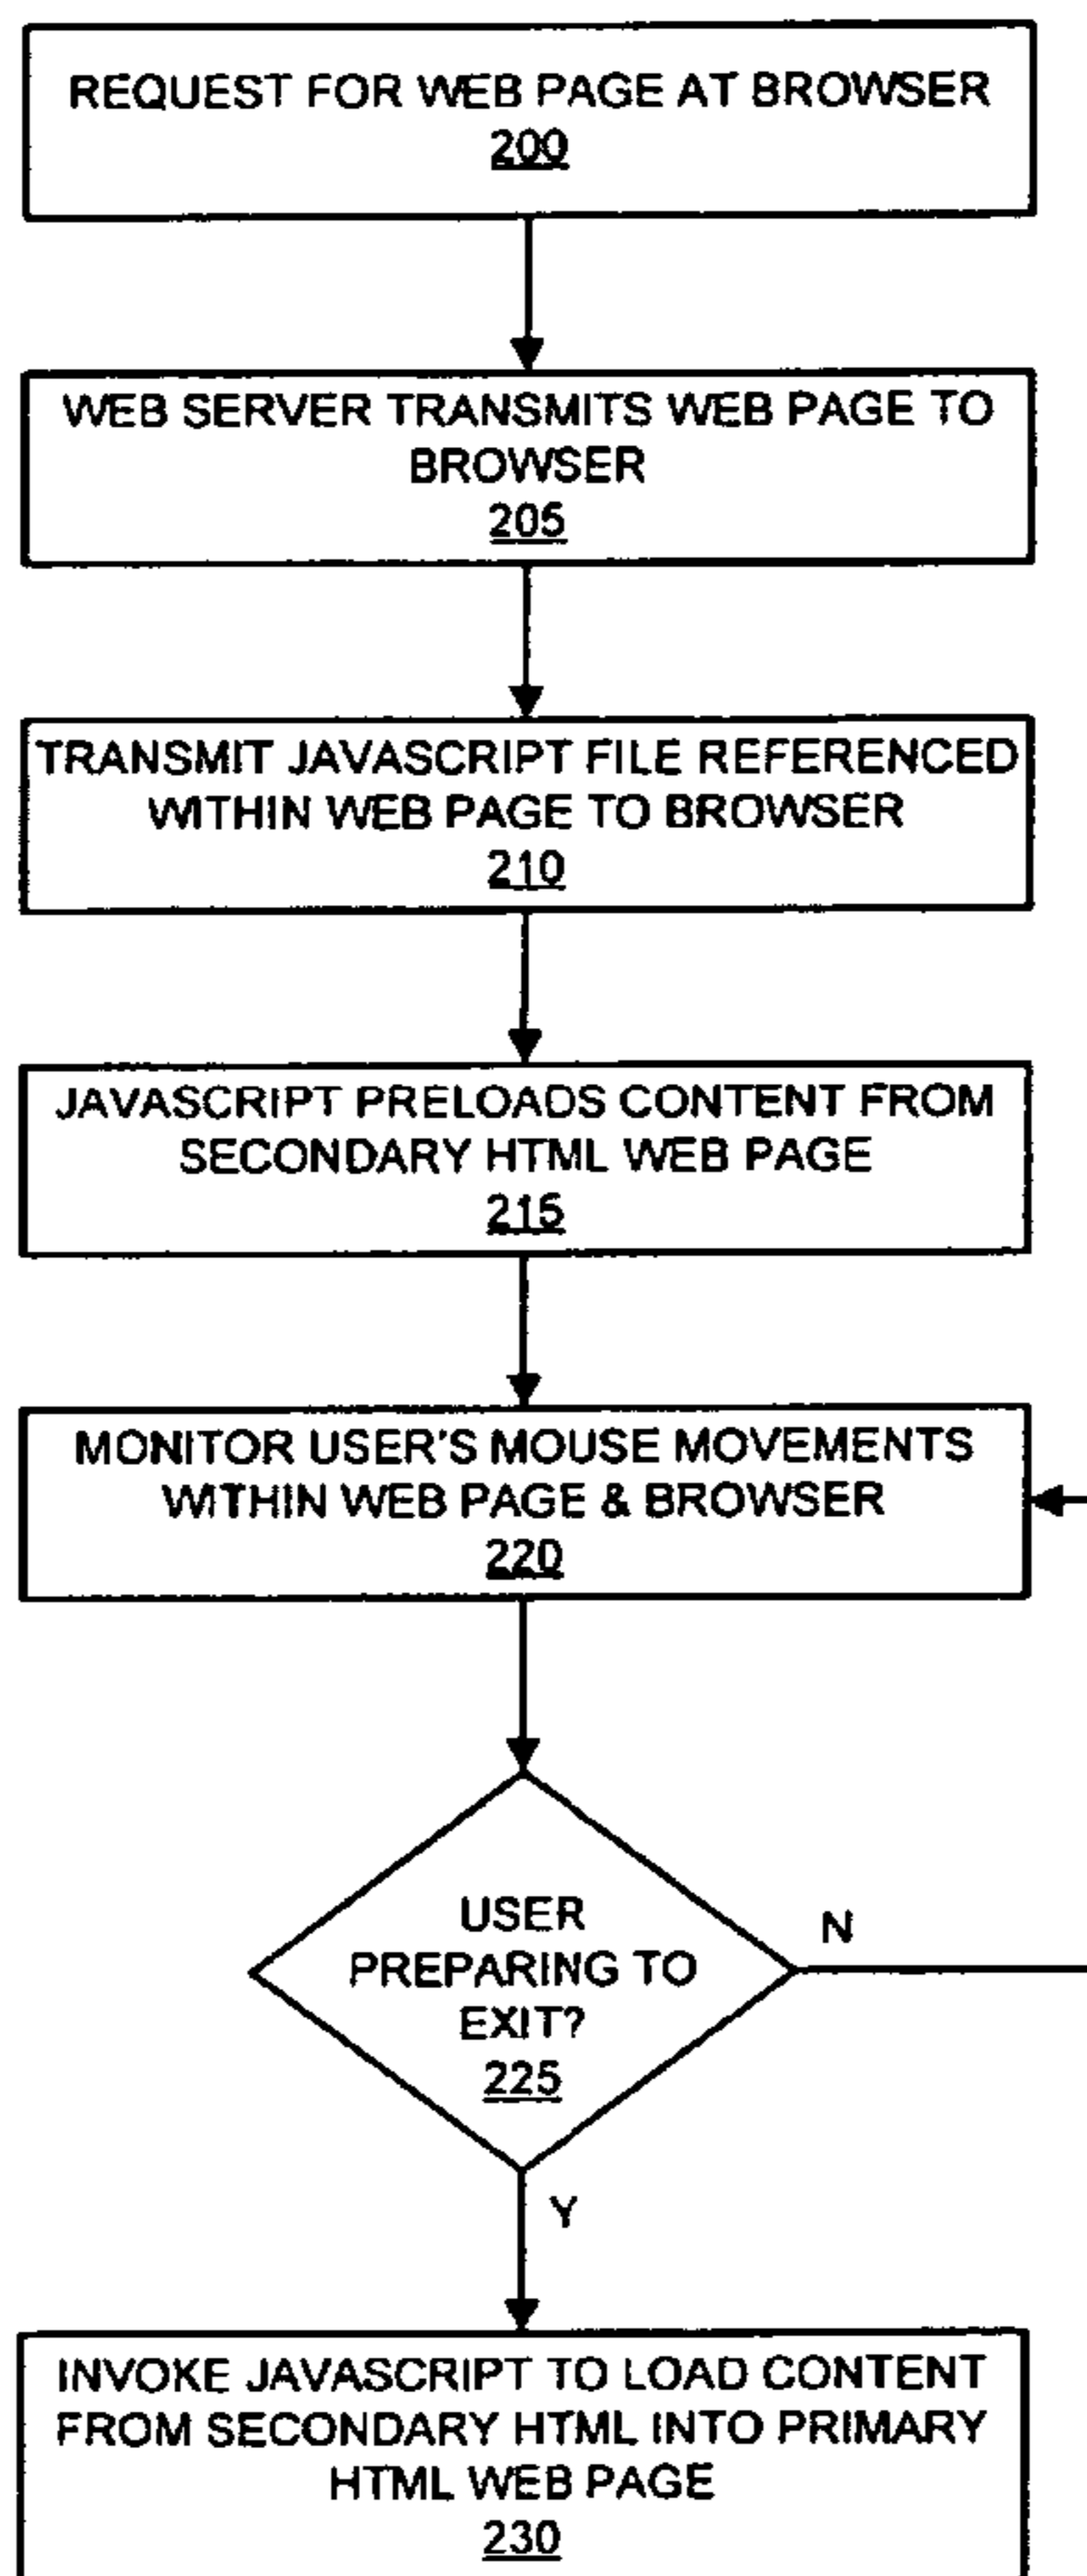 REQUEST FOR WEB PAGE AT BROWSER
200
WEB SERVER TRANSMITS WEB PAGE TO
BROWSER
205
TRANSMIT JAVASCRIPT FILE REFERENCED
WITHIN WEB PAGE TO BROWSER
210
JAVASCRIPT PRELOADS CONTENT FROM
SECONDARY HTML WEB PAGE
215
MONITOR USER'S MOUSE MOVEMENTS
WITHIN WEB PAGE & BROWSER
220
USER
PREPARING TO
EXIT?
225
N
Y
INVOKE JAVASCRIPT TO LOAD CONTENT
FROM SECONDARY HTML INTO PRIMARY
HTML WEB PAGE
230